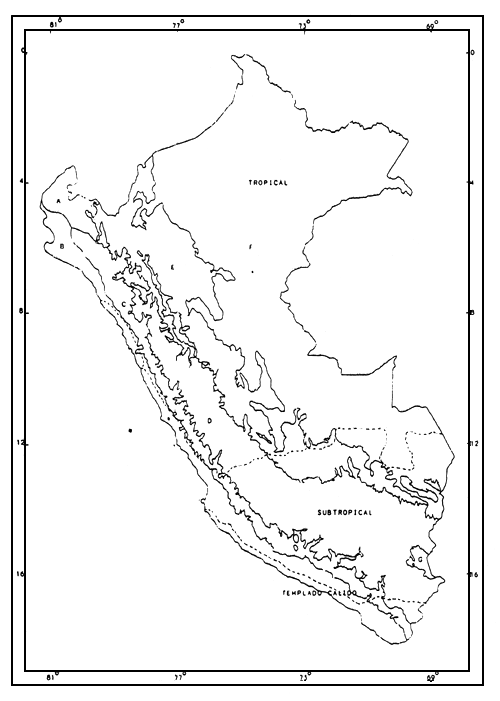 81° 77° 73° 69°
0 0
4 4
TROPICAL
A
B
F
E
8 8
C
D
12 12
SUBTROPICAL
G
16 16
TEMPLADO CÁLIDO
81° 77° 73° 69°